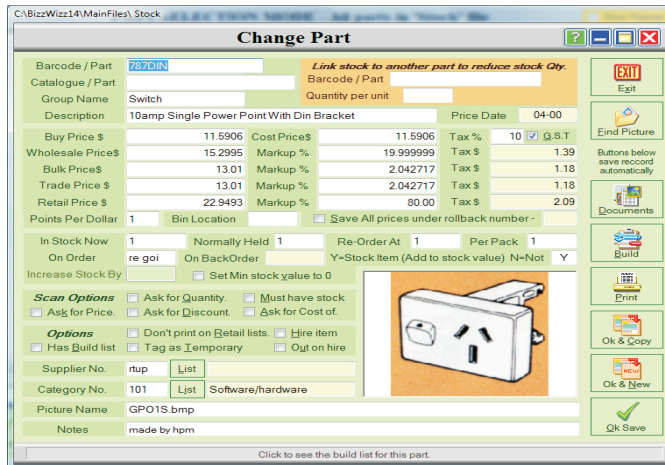 C:\BizzWizz14\MainFiles\ Stock
Change Part
Barcode / Part 787DIN
Link stock to another part to reduce stock Qty.
Catalogue / Part
Barcode / Part
Group Name Switch
Quantity per unit
Description 10amp Single Power Point With Din Bracket Price Date 04-00
Buy Price $ 11.5906 Cost Price$ 11.5906 Tax % 10 G.S.T
Wholesale Price$ 15.2995 Markup % 19.999999 Tax $ 1.39
Bulk Price$ 13.01 Markup % 2.042717 Tax $ 1.18
Trade Price $ 13.01 Markup % 2.042717 Tax $ 1.18
Retail Price $ 22.9493 Markup % 80.00 Tax $ 2.09
Points Per Dollar 1 Bin Location Save All prices under rollback number -
In Stock Now 1 Normally Held 1 Re-Order At 1 Per Pack 1
On Order re goi On BackOrder Y=Stock Item (Add to stock value) N=Not Y
Increase Stock By Set Min stock value to 0
Scan Options Ask for Quantity. Must have stock
Ask for Price. Ask for Discount. Ask for Cost of.
Options Don't print on Retail lists. Hire item
Has Build list Tag as Temporary Out on hire
Supplier No. rtup List
Category No. 101 List Software/hardware
Picture Name GPO1S.bmp
Notes made by hpm
Click to see the build list for this part.
EXIT
Exit
Find Picture
Buttons below
save reccord
automatically
Documents
Build
Print
Ok & Copy
NEW
Ok & New
Ok Save